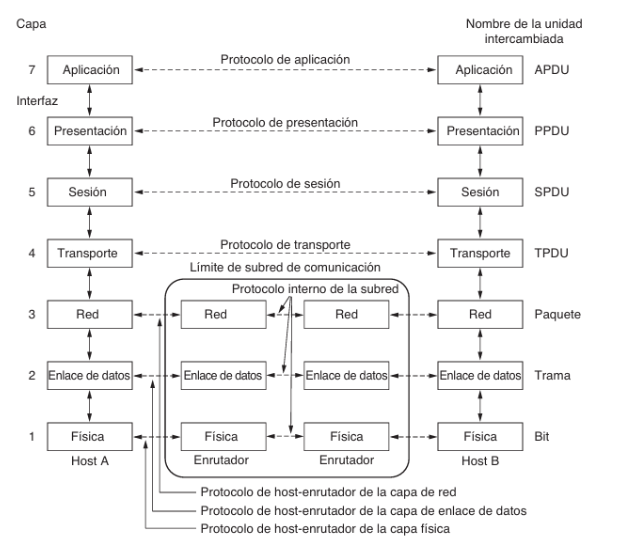 Capa
Nombre de la unidad
intercambiada
Protocolo de aplicación
7 Aplicación Aplicación APDU
Interfaz
Protocolo de presentación
6 Presentación Presentación PPDU
Protocolo de sesión
5 Sesión Sesión SPDU
Protocolo de transporte
4 Transporte Transporte TPDU
Límite de subred de comunicación
Protocolo interno de la subred
3 Red Red Red Red Paquete
2 Enlace de datos Enlace de datos Enlace de datos Enlace de datos Trama
1 Física Física Física Física Bit
Host A Enrutador Enrutador Host B
Protocolo de host-enrutador de la capa de red
Protocolo de host-enrutador de la capa de enlace de datos
Protocolo de host-enrutador de la capa física